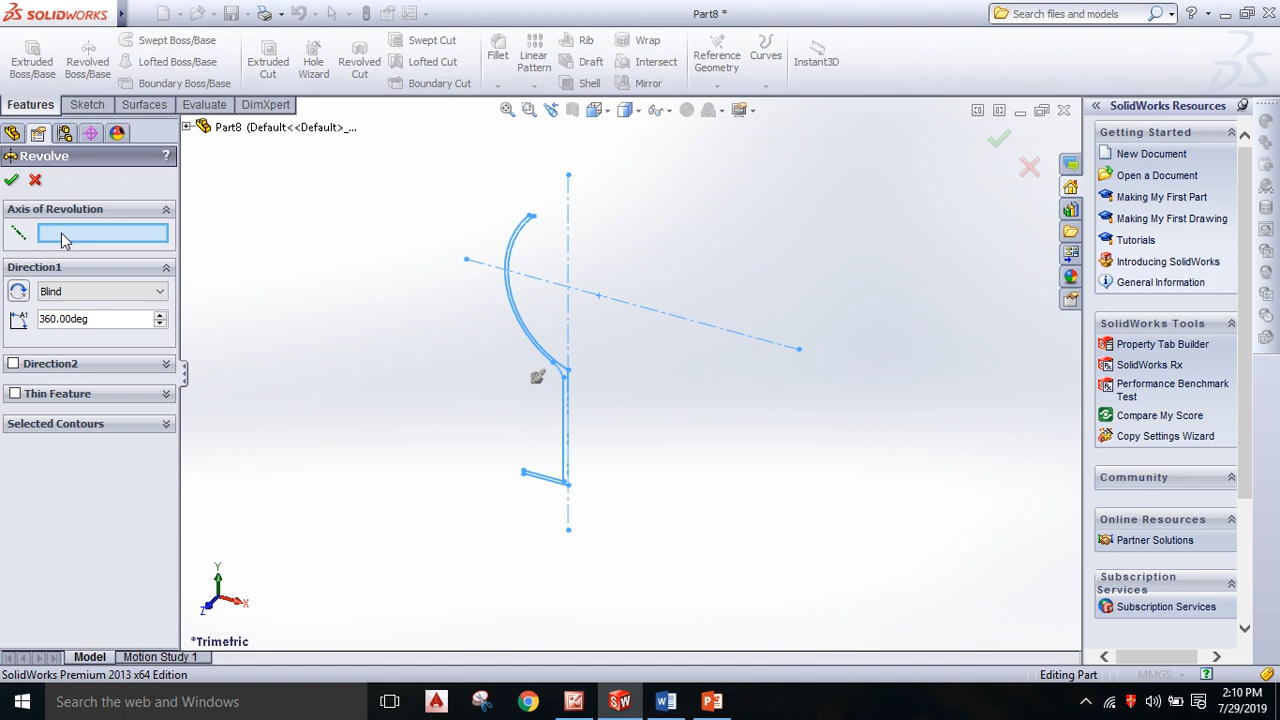 SOLIDWORKS
Part8 *
Search files and models
Extruded Boss/Base
Revolved Boss/Base
Swept Boss/Base
Lofted Boss/Base
Boundary Boss/Base
Extruded Cut
Hole Wizard
Revolved Cut
Swept Cut
Lofted Cut
Boundary Cut
Fillet
Linear Pattern
Rib
Draft
Shell
Wrap
Intersect
Mirror
Reference Geometry
Curves
Instant3D
Features Sketch Surfaces Evaluate DimXpert
Part8 (Default<<Default>_...
Revolve ?
Axis of Revolution
Direction1
Blind
A1 360.00deg
Direction2
Thin Feature
Selected Contours
Y
X
Z
*Trimetric
SolidWorks Resources
Getting Started
New Document
Open a Document
Making My First Part
Making My First Drawing
Tutorials
Introducing SolidWorks
General Information
SolidWorks Tools
Property Tab Builder
SolidWorks Rx
Performance Benchmark
Test
Compare My Score
Copy Settings Wizard
Community
Online Resources
Partner Solutions
Subscription
Services
Subscription Services
Model Motion Study 1
SolidWorks Premium 2013 x64 Edition
Editing Part
MMGS
Search the web and Windows
2:10 PM
7/29/2019